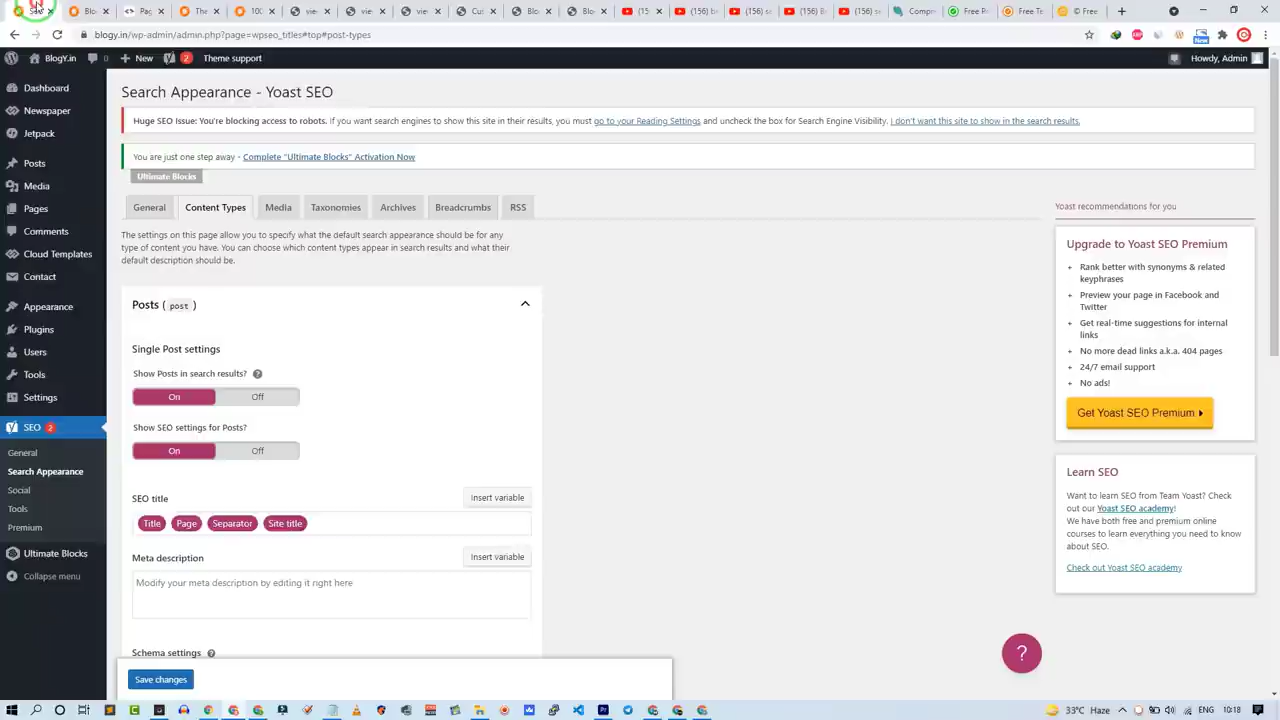 Sea
Blo
Pag
Sea
100
vie
vie
Blo
Blo
Compr
Free R
Free Te
© Free
blogy.in/wp-admin/admin.php?page=wpseo_titles#top#post-types
New
BlogY.in
0
New
2
Theme support
Howdy, Admin
Dashboard
Newspaper
Jetpack
Posts
Media
Pages
Comments
Cloud Templates
Contact
Appearance
Plugins
Users
Tools
Settings
SEO 2
General
Search Appearance
Social
Tools
Premium
Ultimate Blocks
Collapse menu
Search Appearance - Yoast SEO
Huge SEO Issue: You're blocking access to robots. If you want search engines to show this site in their results, you must go to your Reading Settings and uncheck the box for Search Engine Visibility. I don't want this site to show in the search results.
You are just one step away - Complete "Ultimate Blocks" Activation Now
Ultimate Blocks
General
Content Types
Media
Taxonomies
Archives
Breadcrumbs
RSS
The settings on this page allow you to specify what the default search appearance should be for any
type of content you have. You can choose which content types appear in search results and what their
default description should be.
Posts ( post )
Single Post settings
Show Posts in search results? ?
On Off
Show SEO settings for Posts?
On Off
SEO title
Insert variable
Title Page Separator Site title
Meta description
Insert variable
Modify your meta description by editing it right here
Schema settings ?
Save changes
Yoast recommendations for you
Upgrade to Yoast SEO Premium
+ Rank better with synonyms & related
keyphrases
+ Preview your page in Facebook and
Twitter
+ Get real-time suggestions for internal
links
+ No more dead links a.k.a. 404 pages
+ 24/7 email support
+ No ads!
Get Yoast SEO Premium
Learn SEO
Want to learn SEO from Team Yoast? Check
out our Yoast SEO academy!
We have both free and premium online
courses to learn everything you need to know
about SEO.
Check out Yoast SEO academy
?
33°C Haze
ENG
10:18